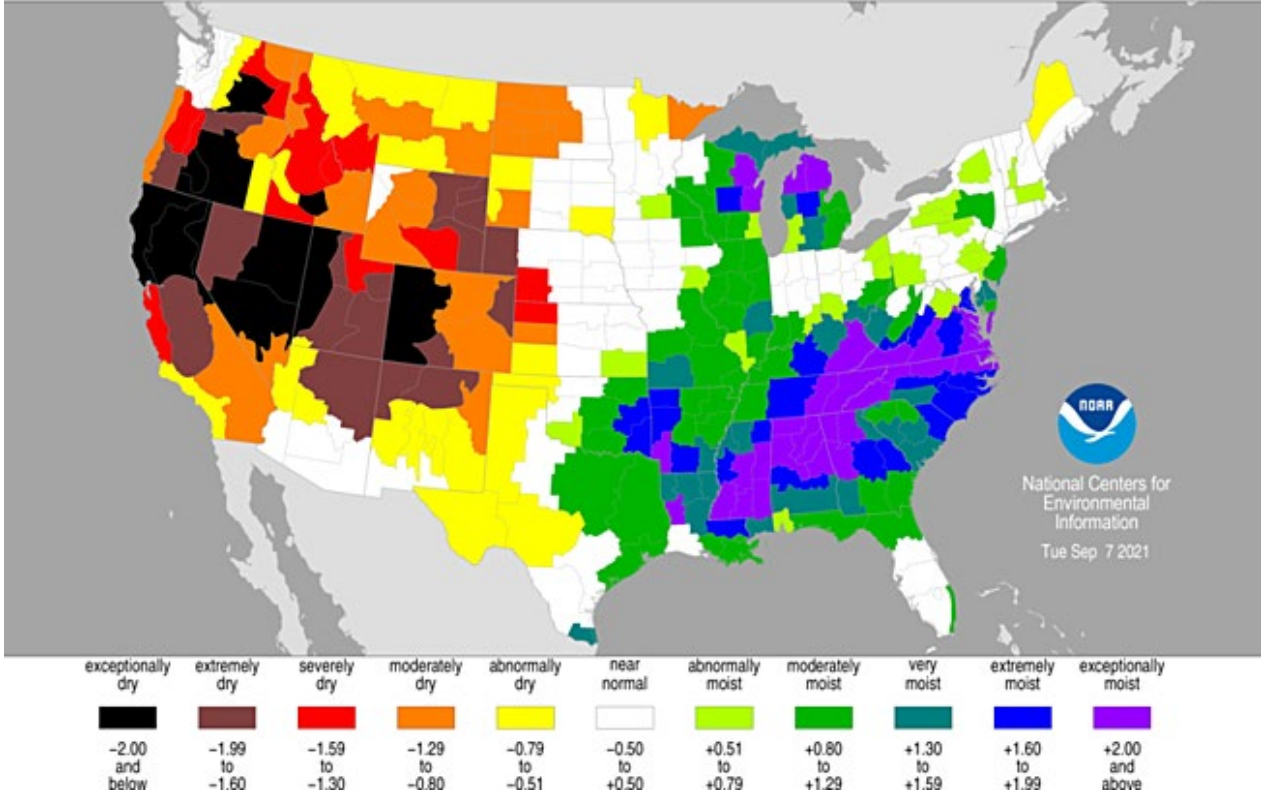 NOAA
National Centers for
Environmental
Information
Tue Sep 7 2021
exceptionally dry
extremely dry
severely dry
moderately dry
abnormally dry
near normal
abnormally moist
moderately moist
very moist
extremely moist
exceptionally moist
-2.00 and below
-1.99 to -1.60
-1.59 to -1.30
-1.29 to -0.80
-0.79 to -0.51
-0.50 to +0.50
+0.51 to +0.79
+0.80 to +1.29
+1.30 to +1.59
+1.60 to +1.99
+2.00 and above